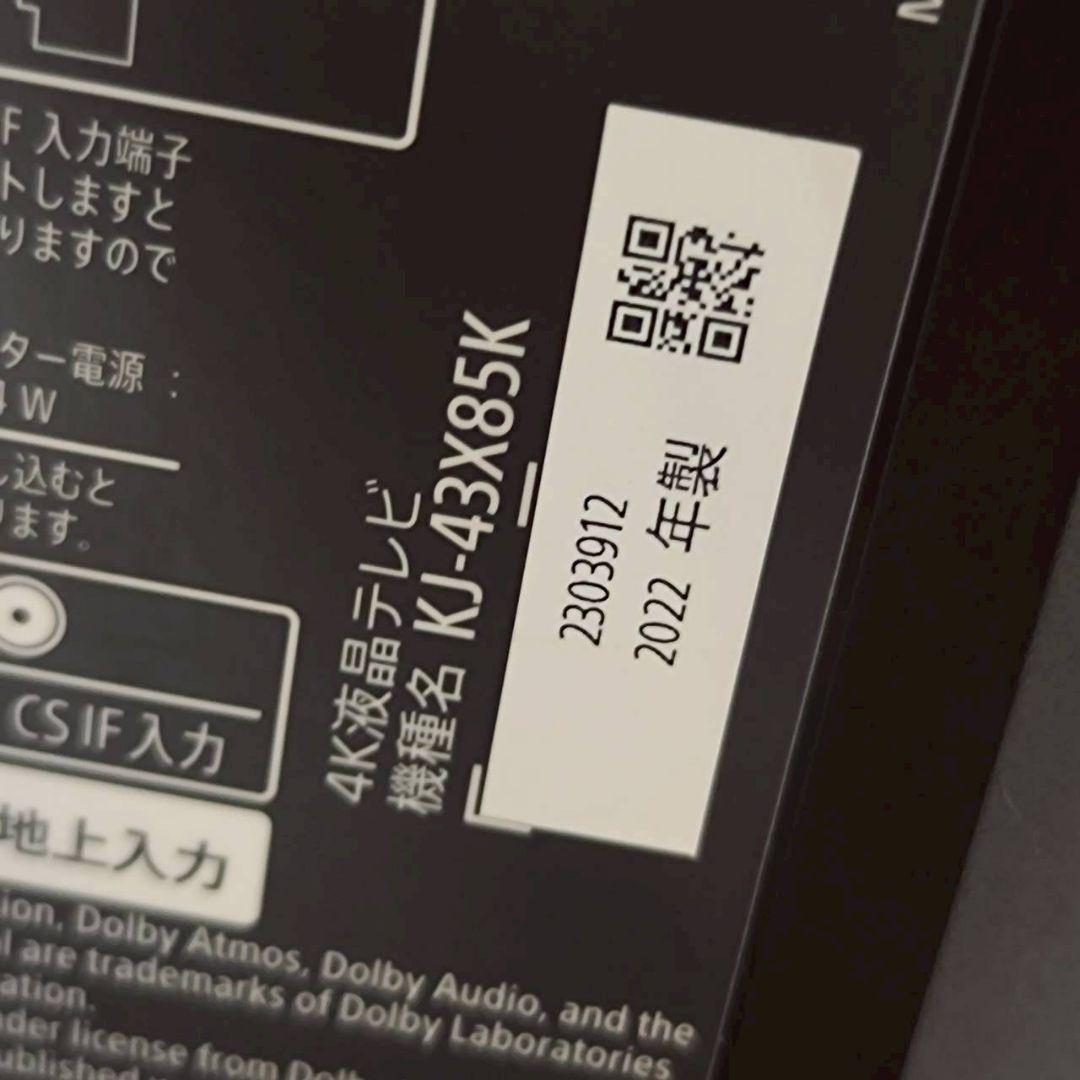 F 入力端子
トしますと
りますので
ター電源：
4 W
し込むと
ります。
CS IF 入力
地上入力
4K液晶テレビ
機種名 KJ-43X85K
2303912
2022 年製
ion. Dolby Atmos, Dolby Audio, and the
are trademarks of Dolby Laboratories
under license from